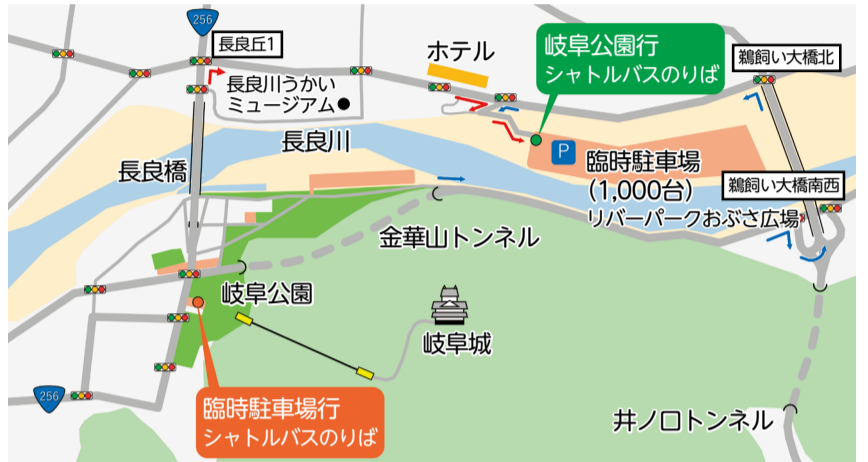 256
長良丘1
ホテル
岐阜公園行
シャトルバスのりば
鵜飼い大橋北
長良川うかい
ミュージアム
長良川
長良橋
P
臨時駐車場
(1,000台)
リバーパークおぶさ広場
鵜飼い大橋南西
金華山トンネル
岐阜公園
岐阜城
256
臨時駐車場行
シャトルバスのりば
井ノ口トンネル